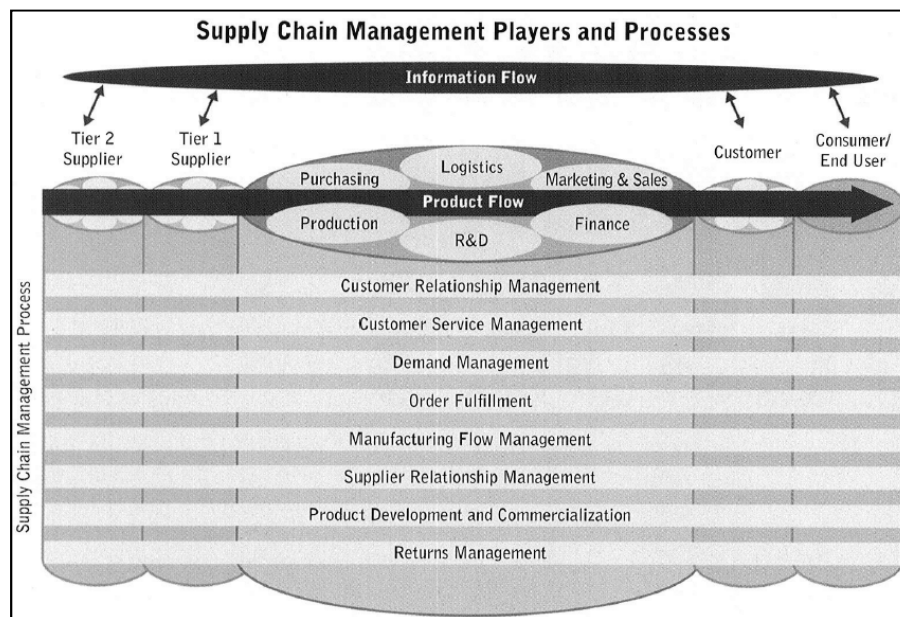 Supply Chain Management Players and Processes
Information Flow
Tier 2
Supplier
Tier 1
Supplier
Customer
Consumer/
End User
Logistics
Purchasing
Marketing & Sales
Product Flow
Production
R&D
Finance
Supply Chain Management Process
Customer Relationship Management
Customer Service Management
Demand Management
Order Fulfillment
Manufacturing Flow Management
Supplier Relationship Management
Product Development and Commercialization
Returns Management